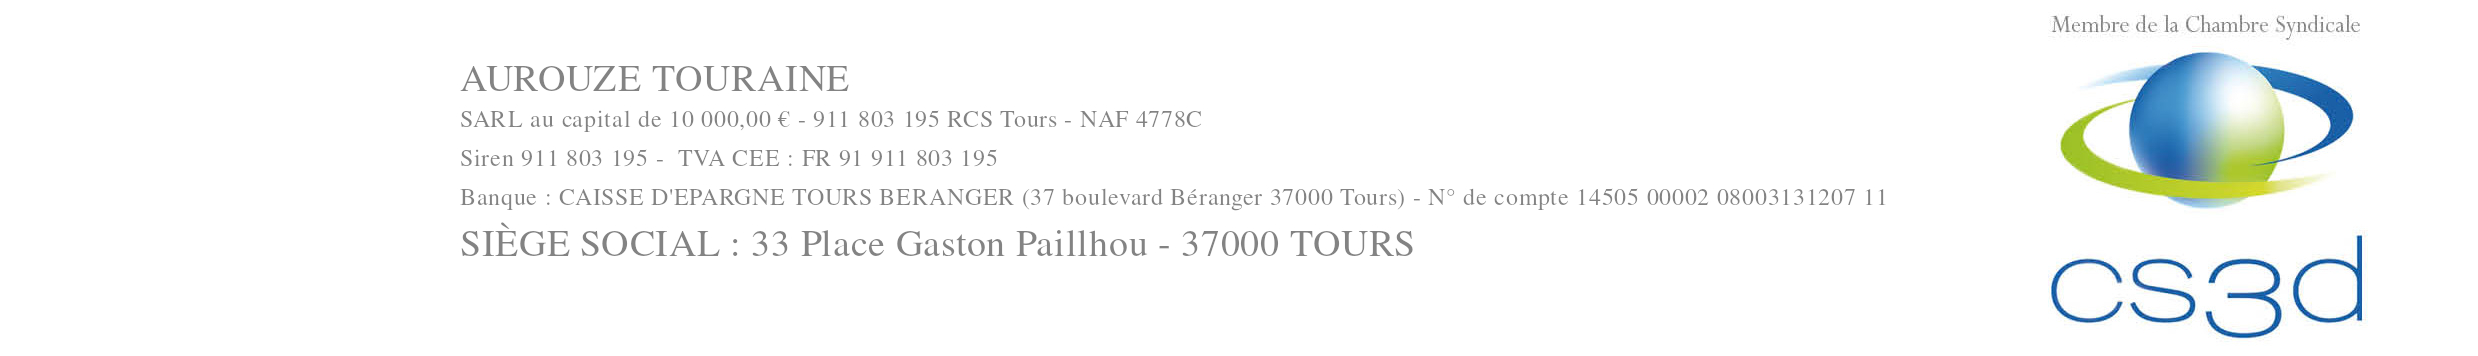 Membre de la Chambre Syndicale
AUROUZE TOURAINE
SARL au capital de 10 000,00 € - 911 803 195 RCS Tours - NAF 4778C
Siren 911 803 195 - TVA CEE : FR 91 911 803 195
Banque : CAISSE D'EPARGNE TOURS BERANGER (37 boulevard Béranger 37000 Tours) - N° de compte 14505 00002 08003131207 11
SIÈGE SOCIAL : 33 Place Gaston Paillhou - 37000 TOURS
cs3d